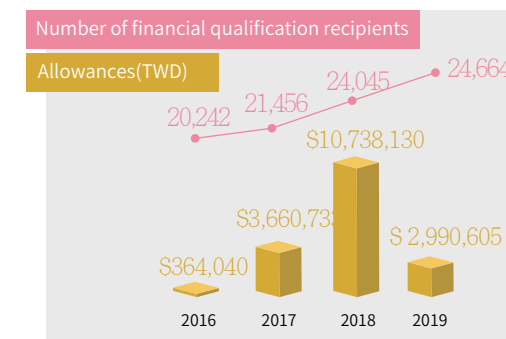 Number of financial qualification recipients
Allowances(TWD)
24,664
24,045
21,456
20,242
$10,738,130
$3,660,733
$ 2,990,605
$364,040
2016 2017 2018 2019